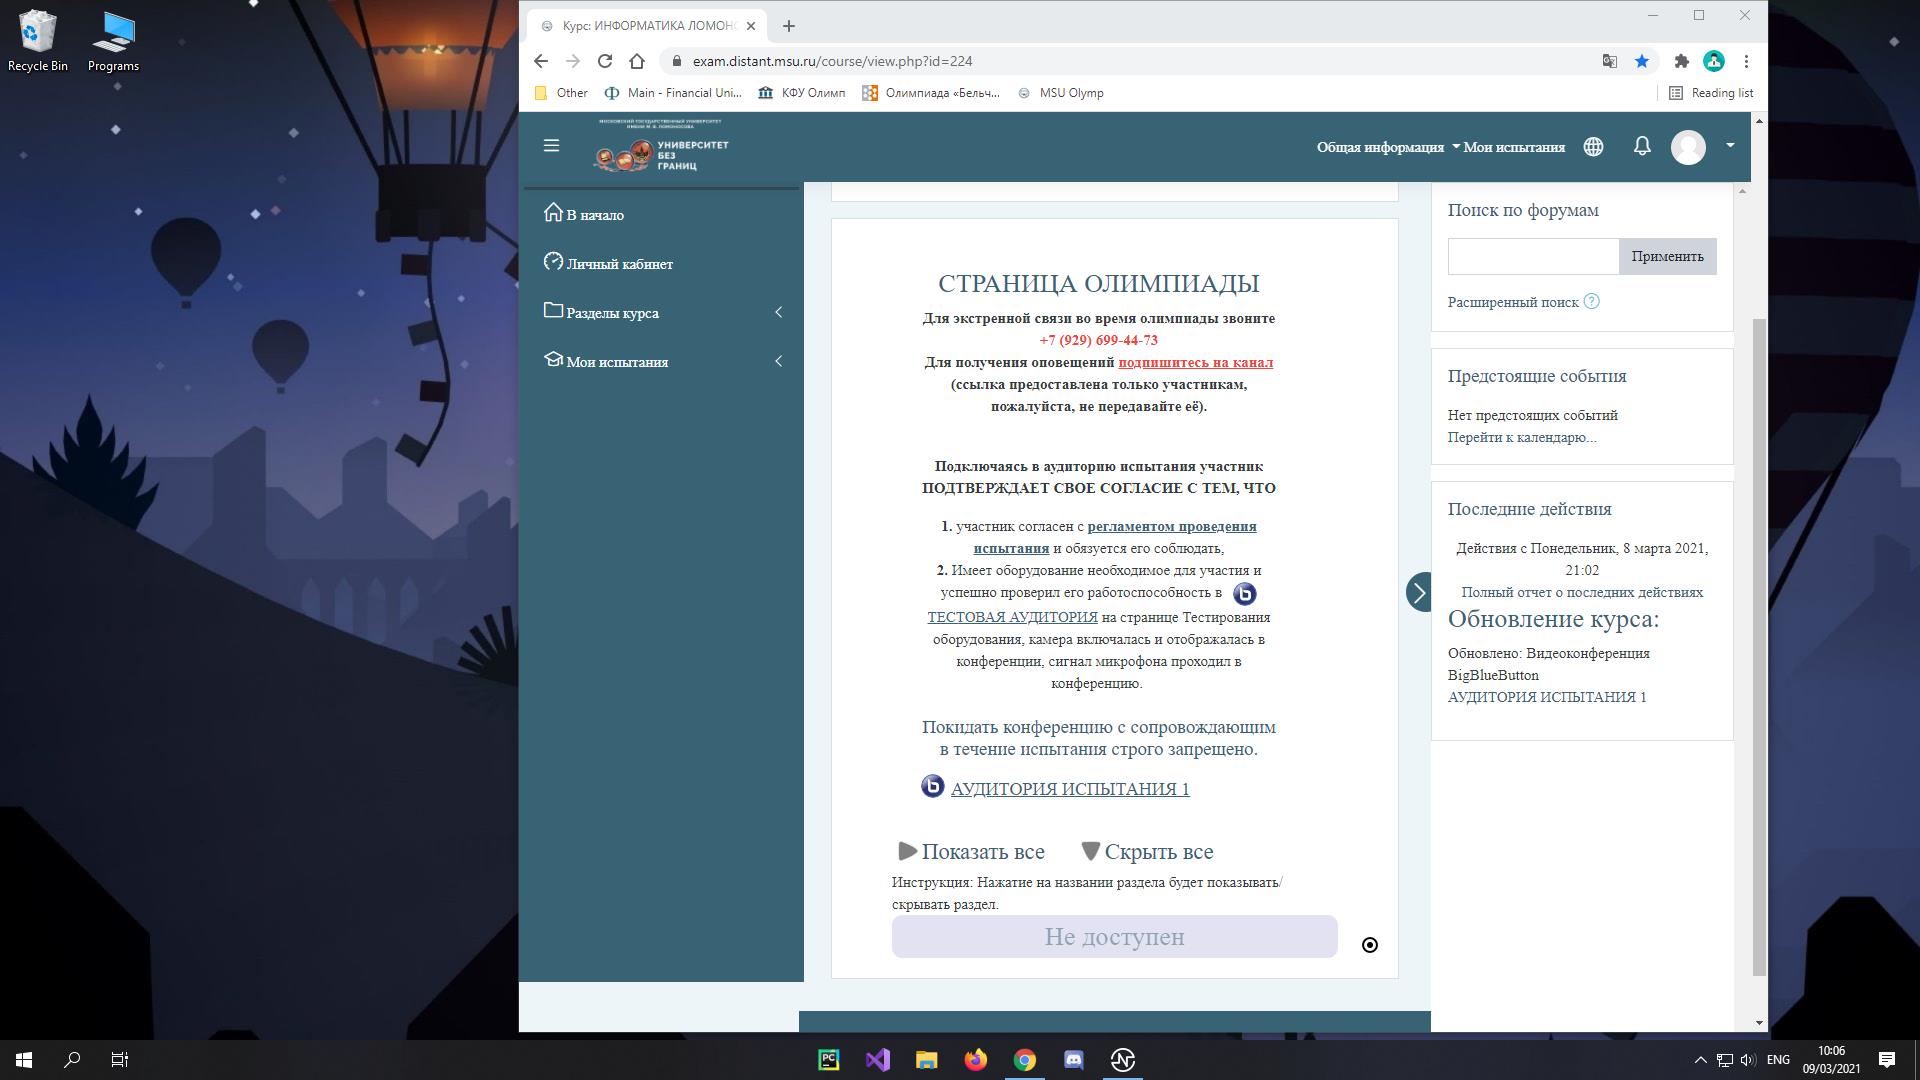 Recycle Bin
Programs
Курс: ИНФОРМАТИКА ЛОМОНО
exam.distant.msu.ru/course/view.php?id=224
Other
Main - Financial Uni...
КФУ Олимп
Олимпиада «Бельч...
MSU Olymp
Reading list
МОСКОВСКИЙ ГОСУДАРСТВЕННЫЙ УНИВЕРСИТЕТ
ИМЕНИ М. В. ЛОМОНОСОВА
УНИВЕРСИТЕТ
БЕЗ
ГРАНИЦ
Общая информация
Мои испытания
В начало
Личный кабинет
Разделы курса
Мои испытания
СТРАНИЦА ОЛИМПИАДЫ
Для экстренной связи во время олимпиады звоните
+7 (929) 699-44-73
Для получения оповещений подпишитесь на канал
(ссылка предоставлена только участникам,
пожалуйста, не передавайте её).
Подключаясь в аудиторию испытания участник
ПОДТВЕРЖДАЕТ СВОЕ СОГЛАСИЕ С ТЕМ, ЧТО
1. участник согласен с регламентом проведения
испытания и обязуется его соблюдать,
2. Имеет оборудование необходимое для участия и
успешно проверил его работоспособность в
ТЕСТОВАЯ АУДИТОРИЯ на странице Тестирования
оборудования, камера включалась и отображалась в
конференции, сигнал микрофона проходил в
конференцию.
Покидать конференцию с сопровождающим
в течение испытания строго запрещено.
АУДИТОРИЯ ИСПЫТАНИЯ 1
Показать все
Скрыть все
Инструкция: Нажатие на названии раздела будет показывать/
скрывать раздел.
Не доступен
Поиск по форумам
Применить
Расширенный поиск
Предстоящие события
Нет предстоящих событий
Перейти к календарю...
Последние действия
Действия с Понедельник, 8 марта 2021,
21:02
Полный отчет о последних действиях
Обновление курса:
Обновлено: Видеоконференция
BigBlueButton
АУДИТОРИЯ ИСПЫТАНИЯ 1
PC
ENG
10:06
09/03/2021